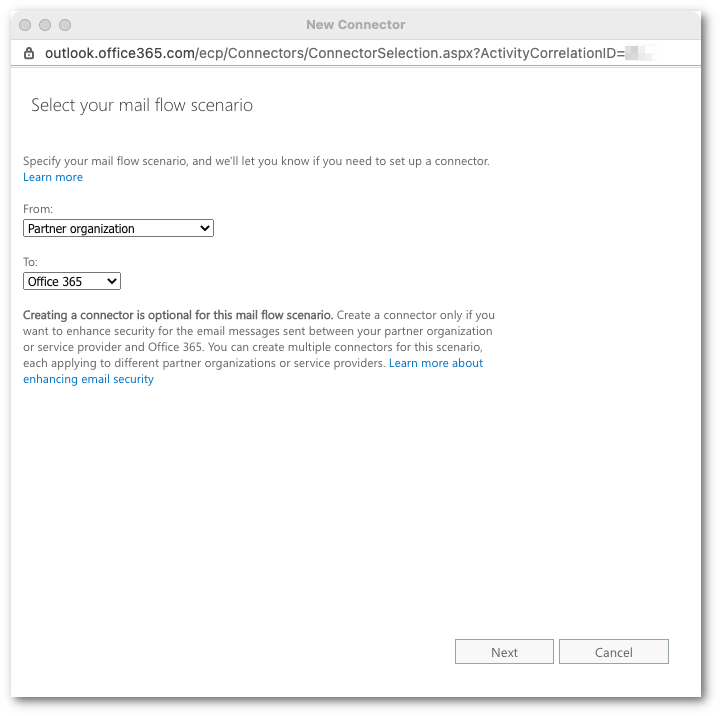 New Connector
outlook.office365.com/ecp/Connectors/ConnectorSelection.aspx?ActivityCorrelationID=
Select your mail flow scenario
Specify your mail flow scenario, and we'll let you know if you need to set up a connector.
Learn more
From:
Partner organization
To:
Office 365
Creating a connector is optional for this mail flow scenario. Create a connector only if you
want to enhance security for the email messages sent between your partner organization
or service provider and Office 365. You can create multiple connectors for this scenario,
each applying to different partner organizations or service providers. Learn more about
enhancing email security
Next
Cancel